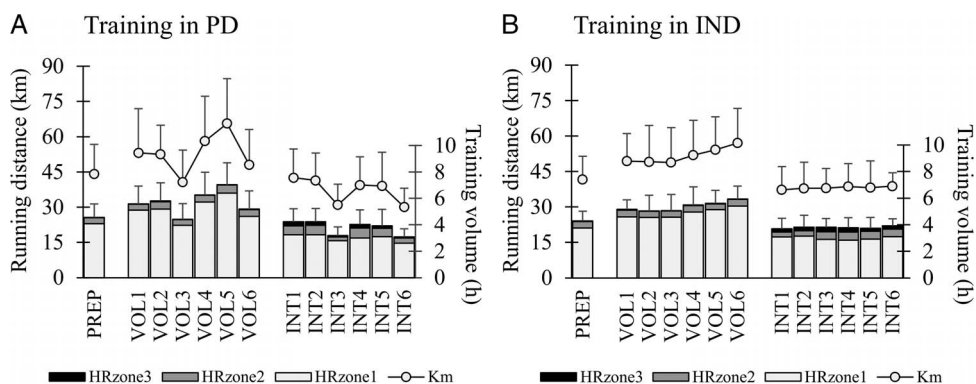 A Training in PD
Running distance (km)
90
75
60
45
30
15
0
10
8
6
4
2
0
Training volume (h)
PREP
VOL1
VOL2
VOL3
VOL4
VOL5
VOL6
INT1
INT2
INT3
INT4
INT5
INT6
HRzone3 HRzone2 HRzone1 Km
B Training in IND
Running distance (km)
90
75
60
45
30
15
0
10
8
6
4
2
0
Training volume (h)
PREP
VOL1
VOL2
VOL3
VOL4
VOL5
VOL6
INT1
INT2
INT3
INT4
INT5
INT6
HRzone3 HRzone2 HRzone1 Km